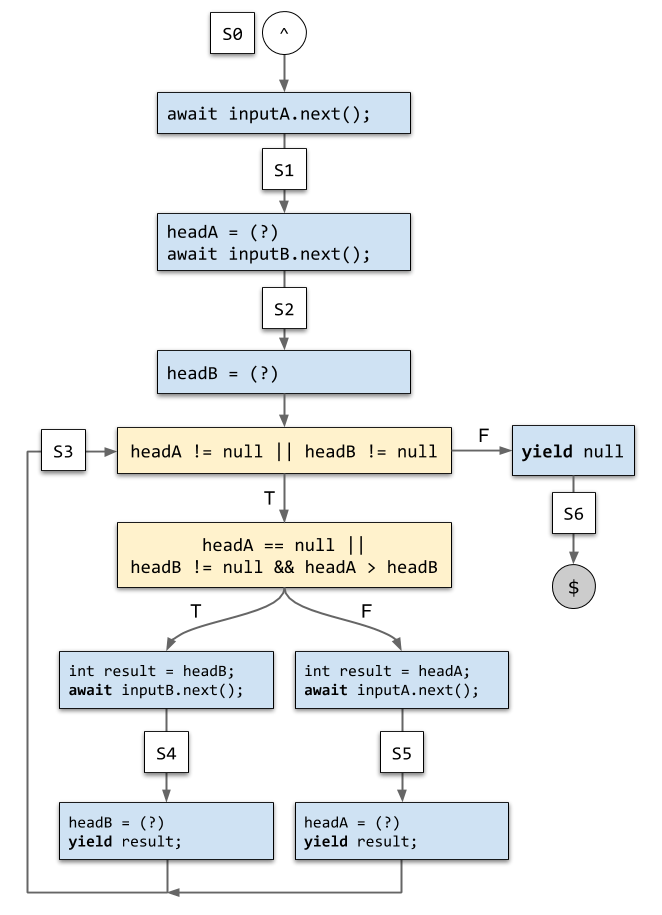 S0
^
await inputA.next();
S1
headA = (?)
await inputB.next();
S2
headB = (?)
S3
headA != null || headB != null
F
yield null
T
S6
headA == null ||
headB != null && headA > headB
$
T
F
int result = headB;
await inputB.next();
int result = headA;
await inputA.next();
S4
S5
headB = (?)
yield result;
headA = (?)
yield result;